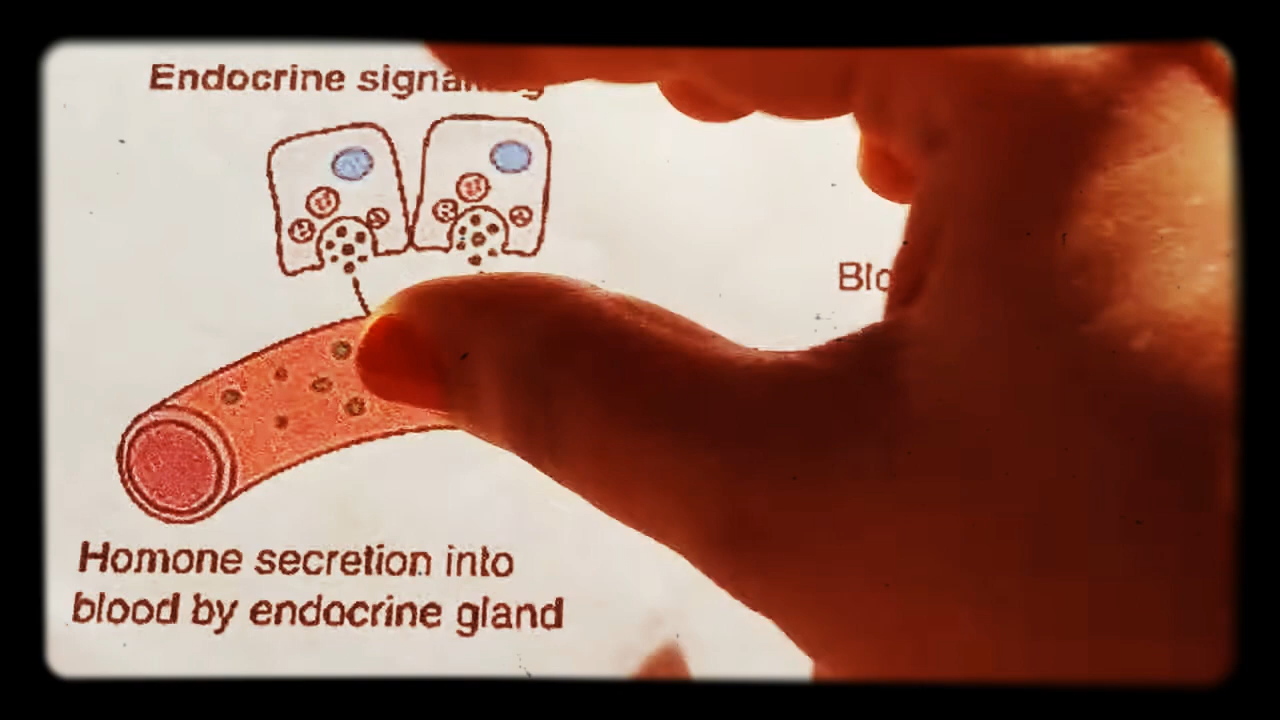 Endocrine
Homone secretion into
blood by endocrine gland